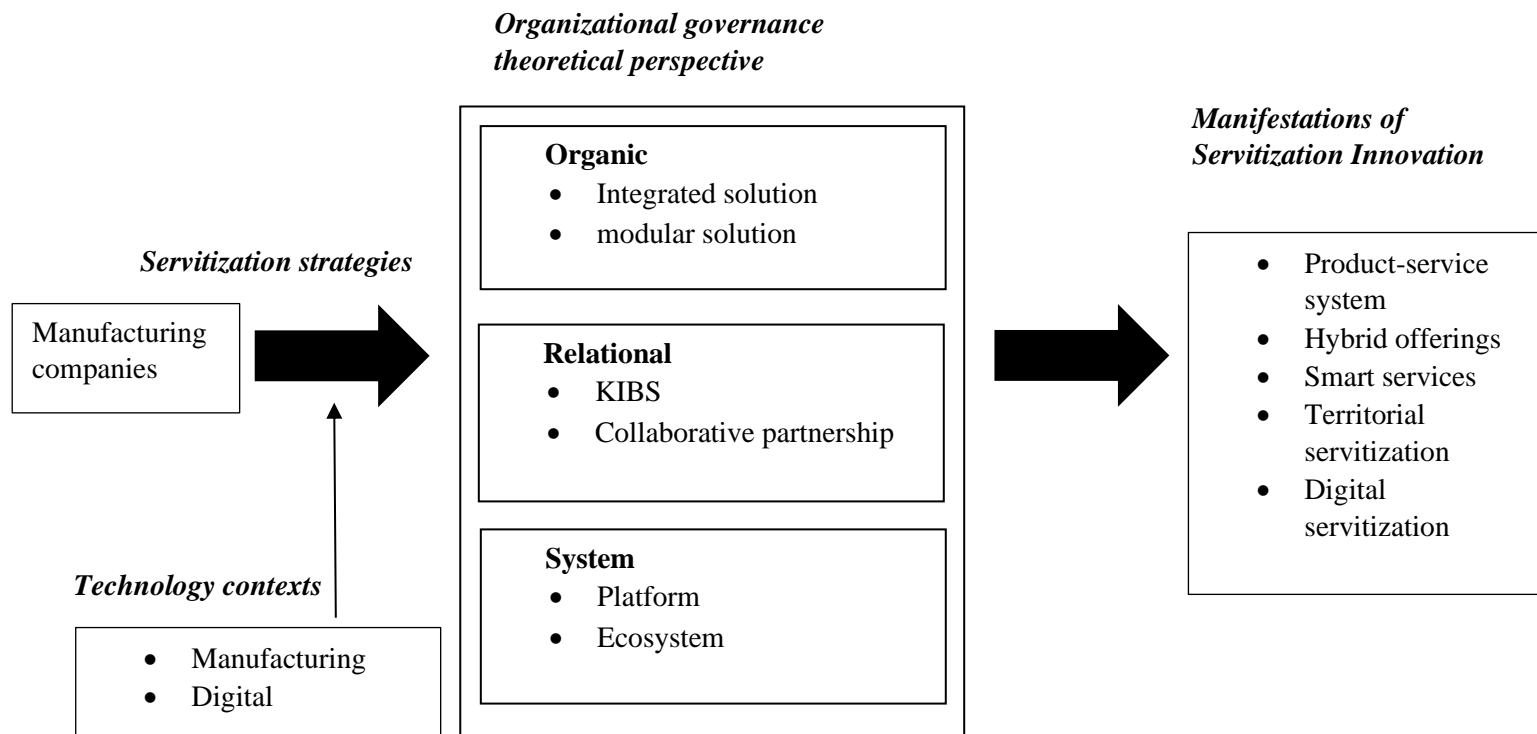 Organizational governance
theoretical perspective
Manifestations of
Servitization Innovation
Servitization strategies
Manufacturing
companies
Technology contexts
• Manufacturing
• Digital
Organic
• Integrated solution
• modular solution
Relational
• KIBS
• Collaborative partnership
System
• Platform
• Ecosystem
• Product-service
system
• Hybrid offerings
• Smart services
• Territorial
servitization
• Digital
servitization